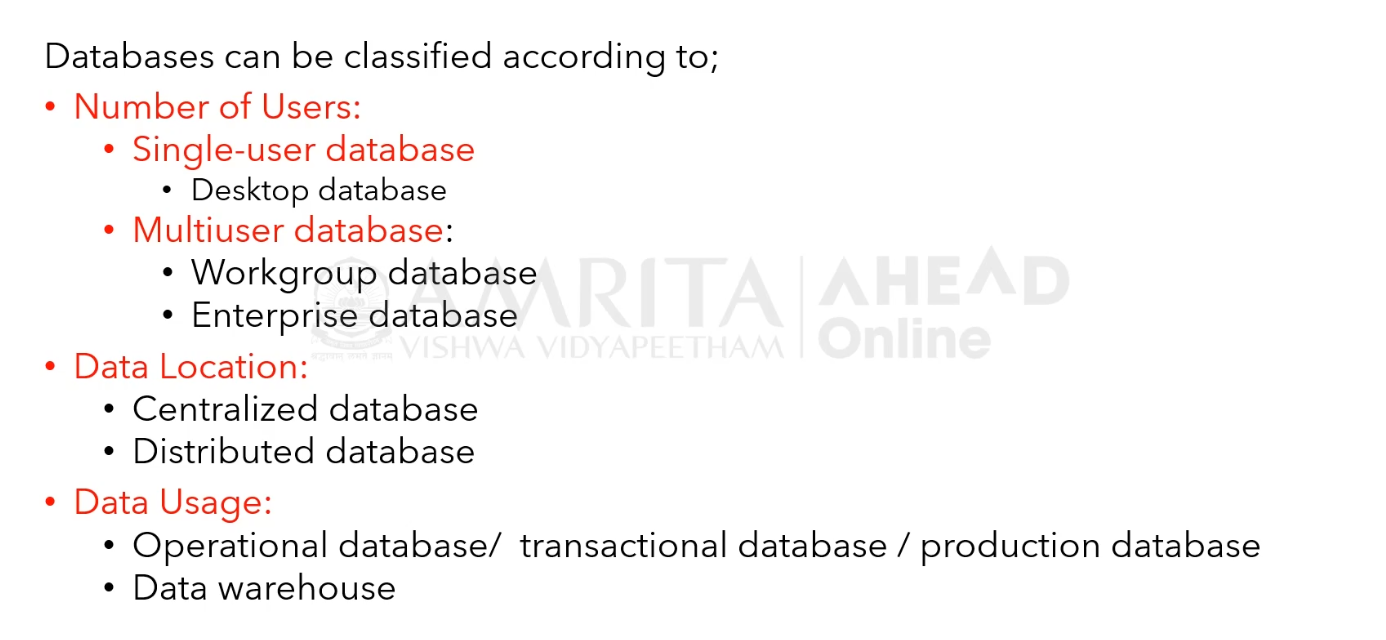 Databases can be classified according to;
• Number of Users:
• Single-user database
• Desktop database
• Multiuser database:
• Workgroup database
• Enterprise database
AMRITA
VISHWA VIDYAPEETHAM
AHEAD
Online
• Data Location:
• Centralized database
• Distributed database
• Data Usage:
• Operational database/ transactional database / production database
• Data warehouse